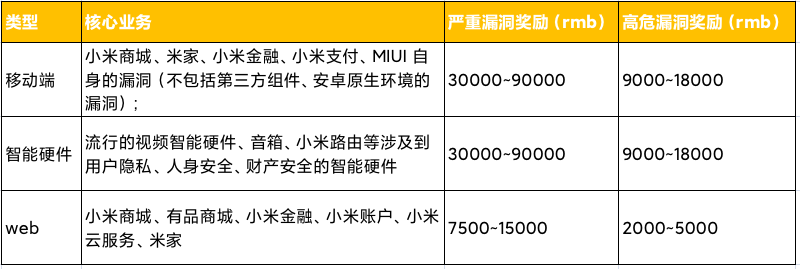 类型 核心业务 严重漏洞奖励（rmb） 高危漏洞奖励（rmb）
小米商城、米家、小米金融、小米支付、MIUI 自
移动端 身的漏洞（不包括第三方组件、安卓原生环境的 30000~90000 9000~18000
漏洞）；
智能硬件 流行的视频智能硬件、音箱、小米路由等涉及到 30000~90000 9000~18000
用户隐私、人身安全、财产安全的智能硬件
web 小米商城、有品商城、小米金融、小米账户、小米 7500~15000 2000~5000
云服务、米家